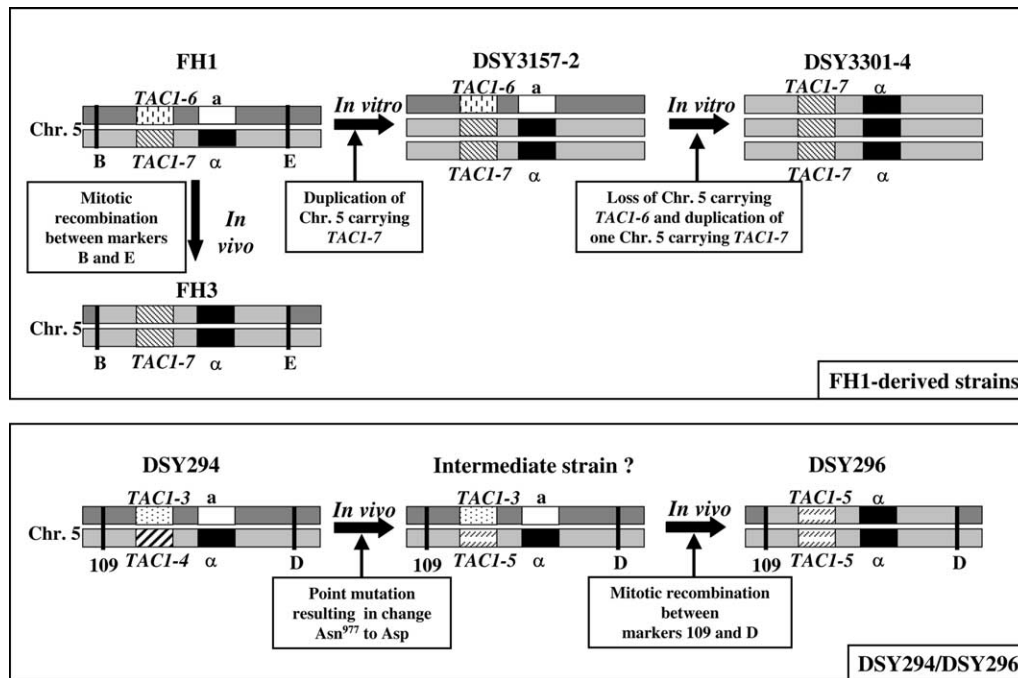 FH1
DSY3157-2
DSY3301-4
TAC1-6 a
In vitro
TAC1-6 a
In vitro
TAC1-7 α
Chr. 5
B TAC1-7 α E
TAC1-7 α
TAC1-7 α
Mitotic
recombination
between markers
B and E
In
vivo
Duplication of
Chr. 5 carrying
TAC1-7
Loss of Chr. 5 carrying
TAC1-6 and duplication of
one Chr. 5 carrying TAC1-7
FH3
Chr. 5
B TAC1-7 α E
FH1-derived strains
DSY294
Intermediate strain ?
DSY296
TAC1-3 a
In vivo
TAC1-3 a
In vivo
TAC1-5 α
Chr. 5
109 TAC1-4 α D
109 TAC1-5 α D
109 TAC1-5 α D
Point mutation
resulting in change
Asn⁹⁷⁷ to Asp
Mitotic recombination
between
markers 109 and D
DSY294/DSY296